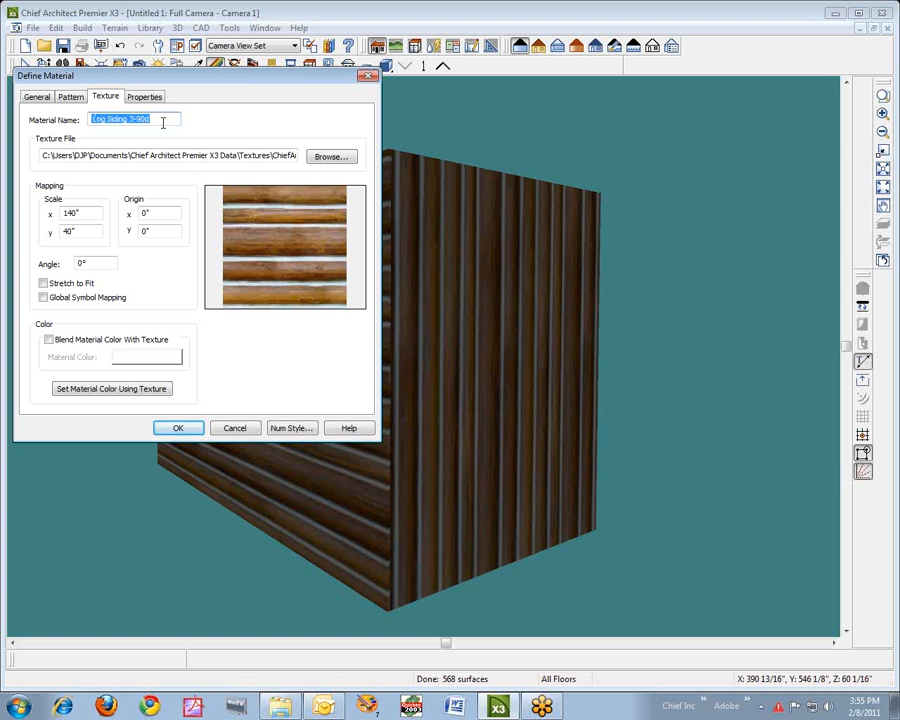 Chief Architect Premier X3 - [Untitled 1: Full Camera - Camera 1]
File Edit Build Terrain Library 3D CAD Tools Window Help
Camera View Set
1
Define Material
General Pattern Texture Properties
Material Name: Log Siding 3-90d
Texture File
C:\Users\DJP\Documents\Chief Architect Premier X3 Data\Textures\ChiefAr
Browse...
Mapping
Scale Origin
x 140" x 0"
y 40" Y 0"
Angle: 0°
Stretch to Fit
Global Symbol Mapping
Color
Blend Material Color With Texture
Material Color:
Set Material Color Using Texture
OK Cancel Num Style... Help
Done: 568 surfaces All Floors X: 390 13/16", Y: 546 1/8", Z: 60 1/16"
X3 Chief Inc » Adobe » 3:55 PM
2/8/2011